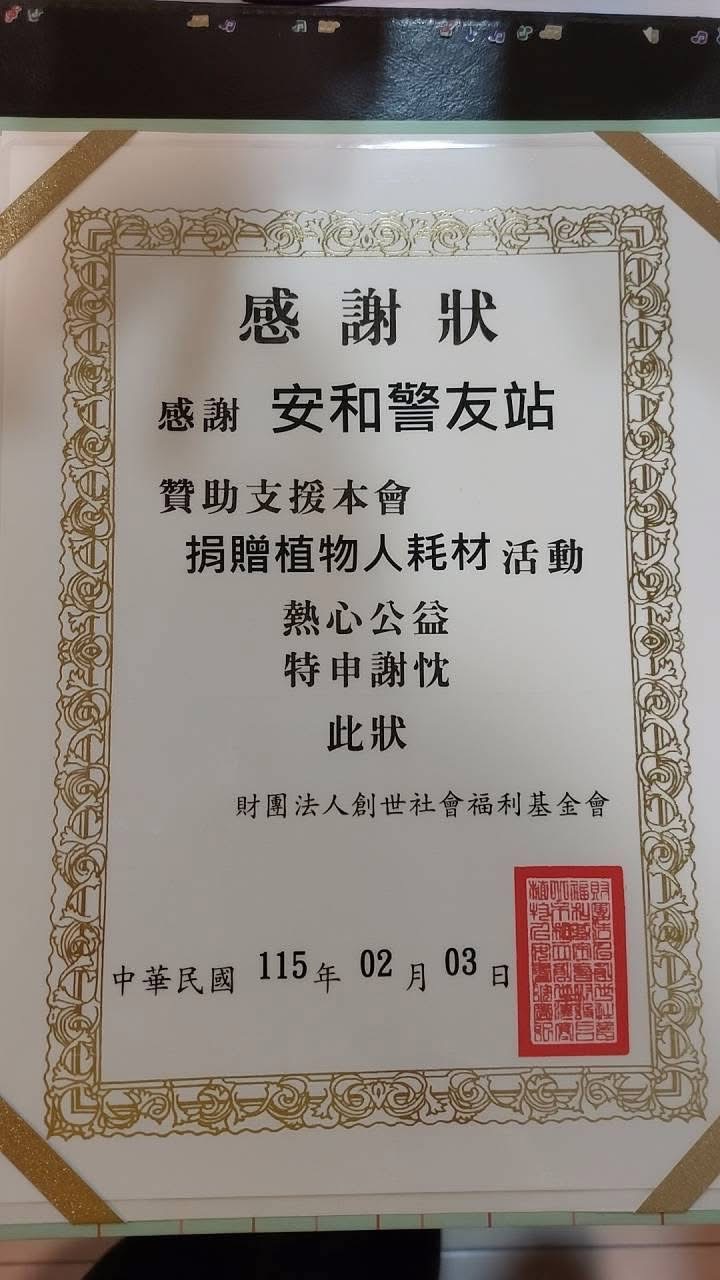 感謝狀
感謝 安和警友站
贊助支援本會
捐贈植物人耗材 活動
熱心公益
特申謝忱
此狀
財團法人創世社會福利基金會
中華民國 115 年 02 月 03 日